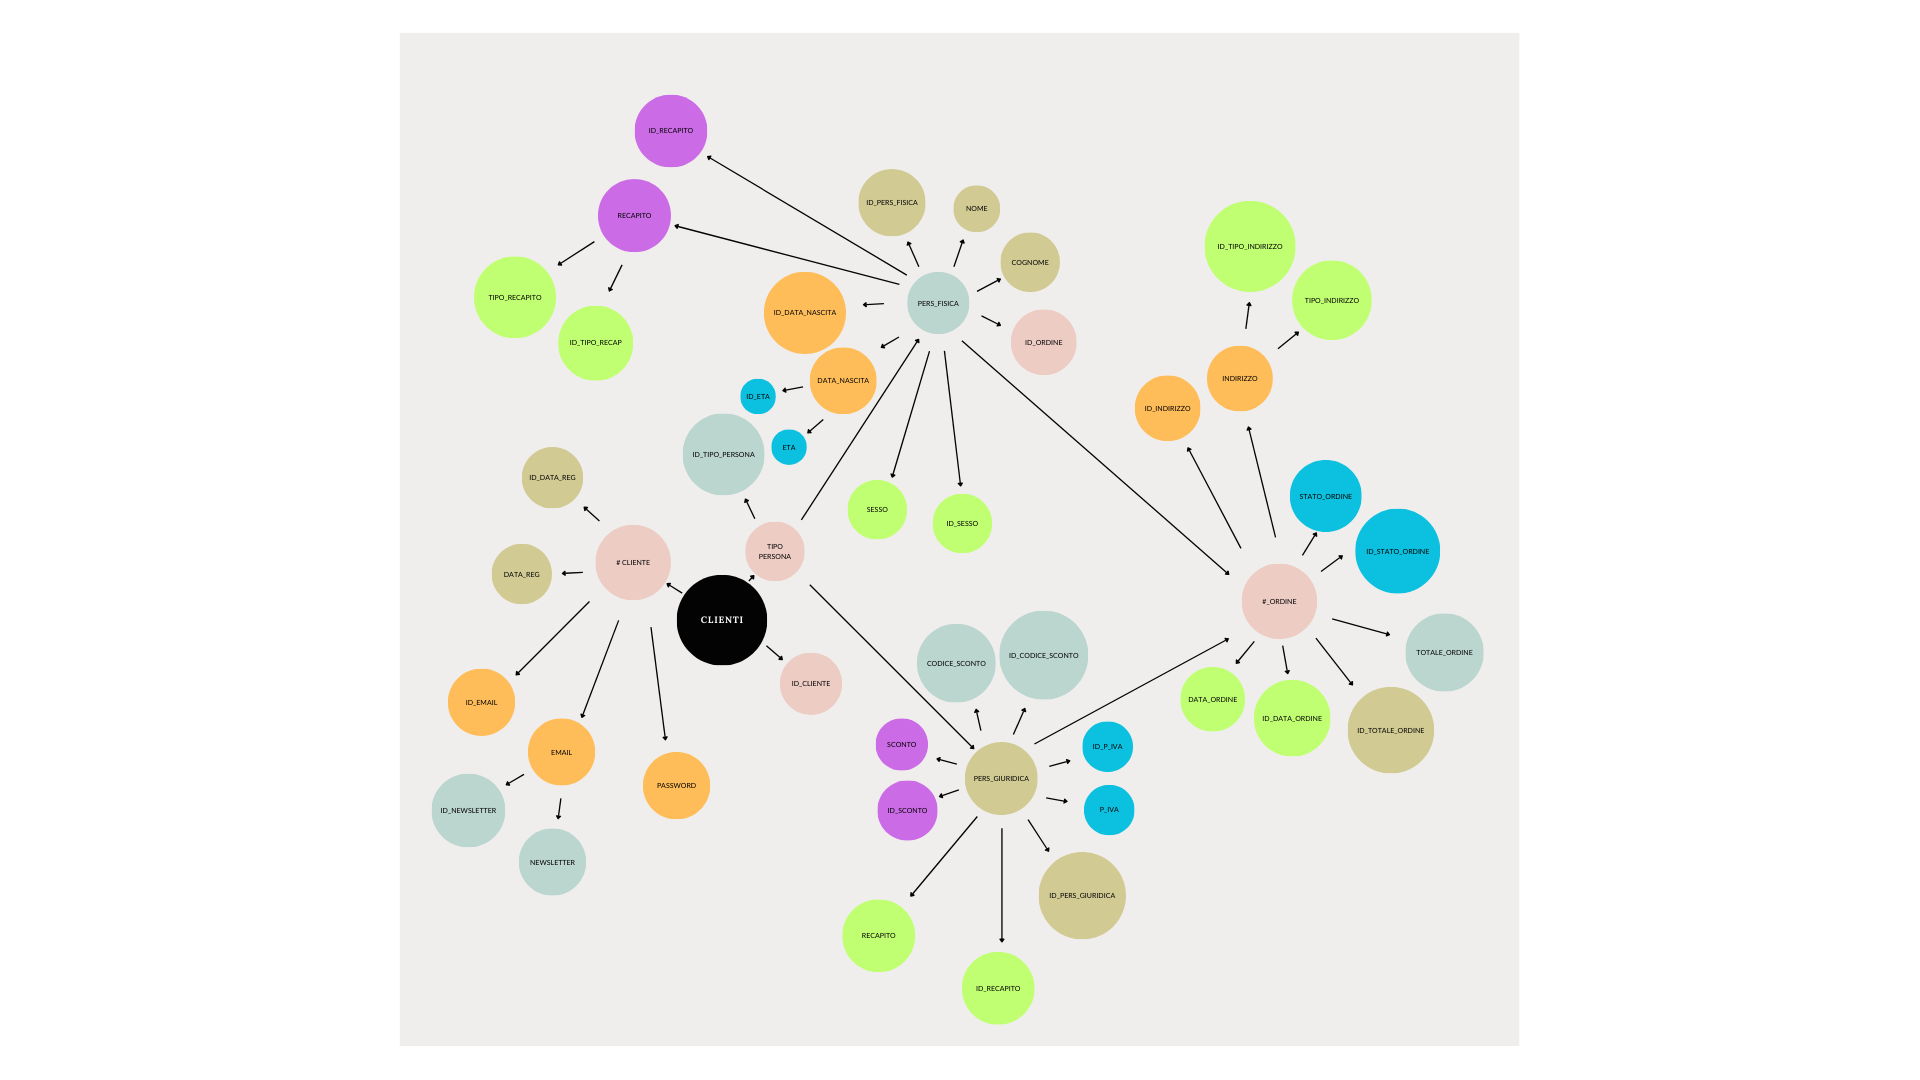 ID_RECAPITO
RECAPITO
ID_PERS_FISICA
NOME
ID_TIPO_INDIRIZZO
COGNOME
TIPO_RECAPITO
PERS_FISICA
TIPO_INDIRIZZO
ID_DATA_NASCITA
ID_TIPO_RECAP
ID_ORDINE
DATA_NASCITA
INDIRIZZO
ID_ETA
ID_INDIRIZZO
ETA
ID_TIPO_PERSONA
ID_DATA_REG
STATO_ORDINE
SESSO
ID_SESSO
TIPO
PERSONA
ID_STATO_ORDINE
# CLIENTE
DATA_REG
#_ORDINE
CLIENTI
TOTALE_ORDINE
ID_CODICE_SCONTO
CODICE_SCONTO
ID_CLIENTE
DATA_ORDINE
ID_EMAIL
ID_DATA_ORDINE
ID_TOTALE_ORDINE
SCONTO
ID_P_IVA
EMAIL
PERS_GIURIDICA
PASSWORD
ID_NEWSLETTER
ID_SCONTO
P_IVA
NEWSLETTER
ID_PERS_GIURIDICA
RECAPITO
ID_RECAPITO